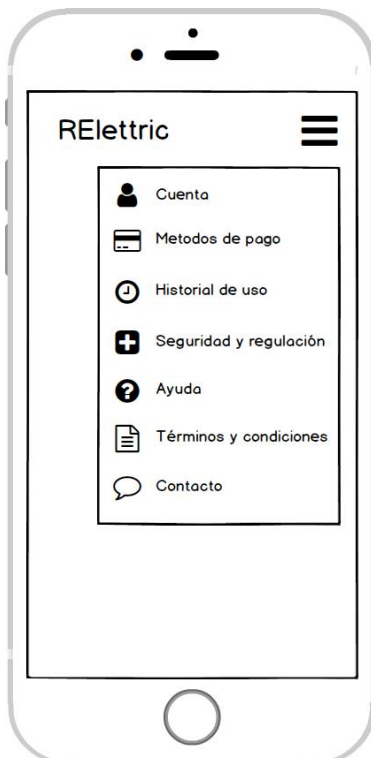 RElettric
Cuenta
Metodos de pago
Historial de uso
Seguridad y regulación
Ayuda
Términos y condiciones
Contacto